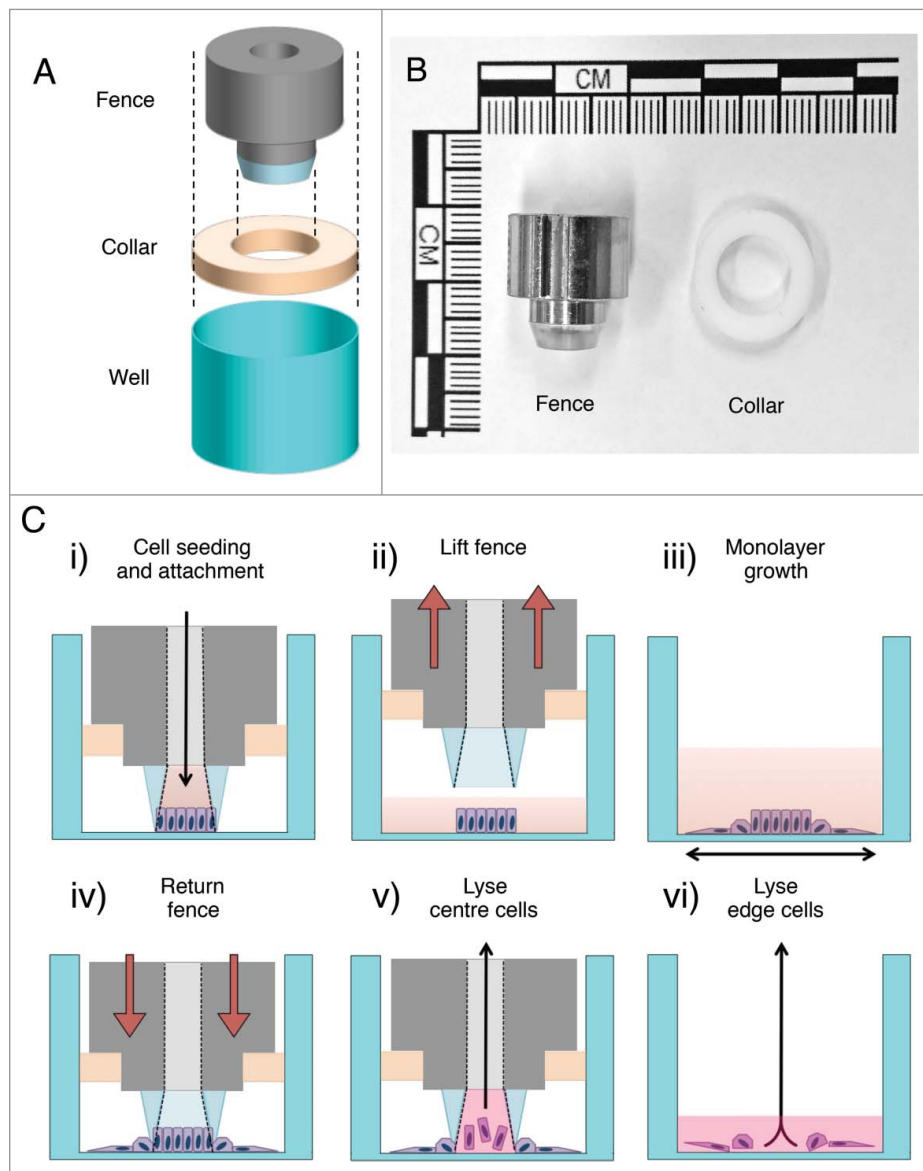 A
Fence
Collar
Well
B
CM
CM
Fence
Collar
C
i)
Cell seeding
and attachment
ii)
Lift fence
iii)
Monolayer
growth
iv)
Return
fence
v)
Lyse
centre cells
vi)
Lyse
edge cells